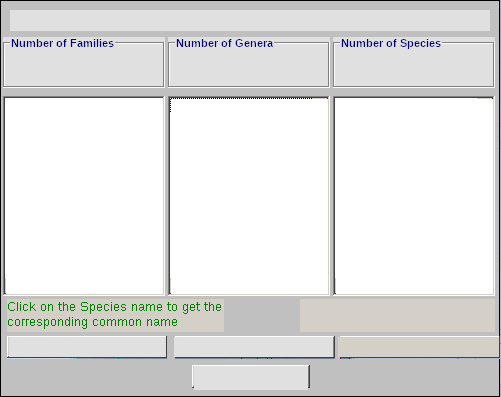 Number of Families
Number of Genera
Number of Species
Click on the Species name to get the
corresponding common name